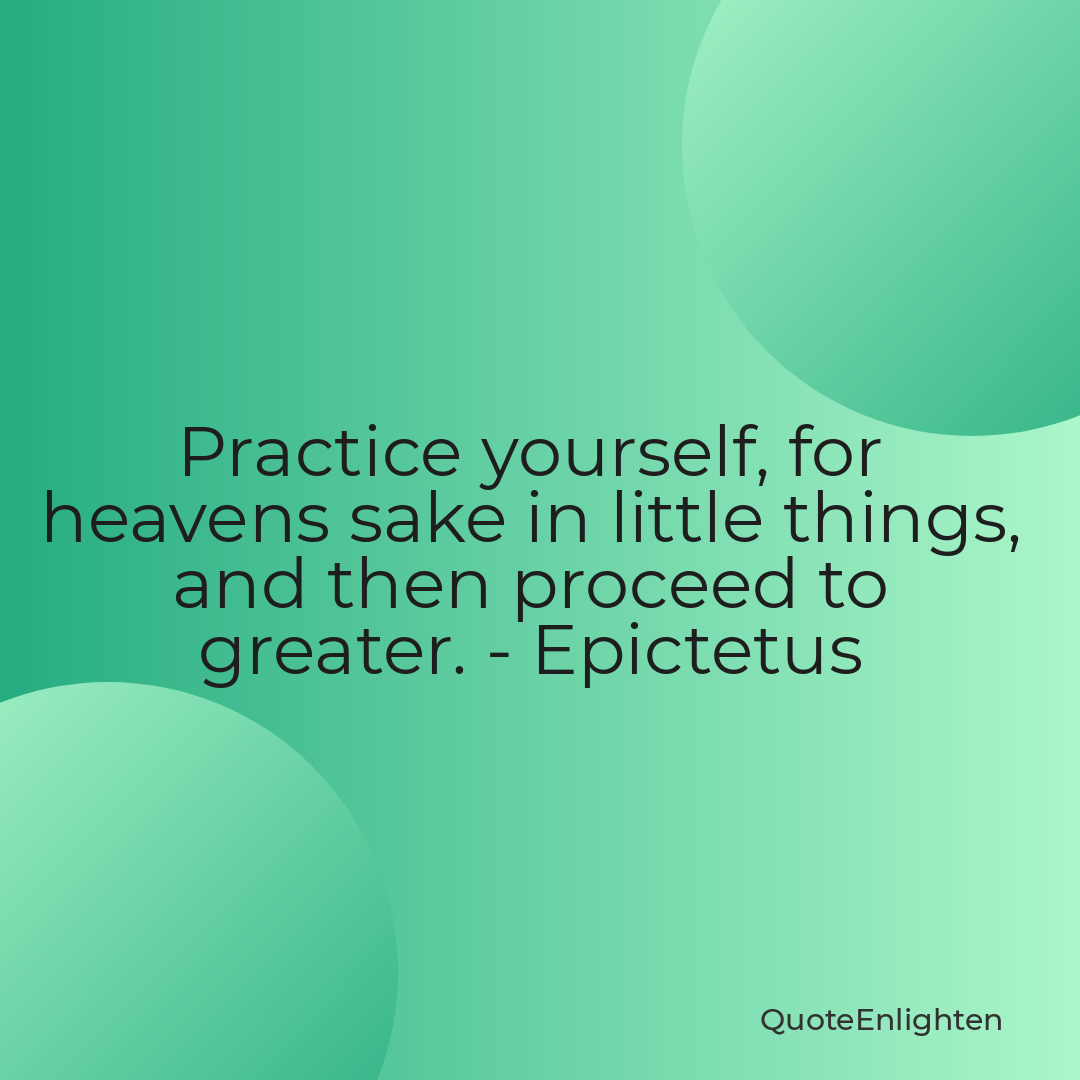 Practice yourself, for
heavens sake in little things,
and then proceed to
greater. - Epictetus
QuoteEnlighten